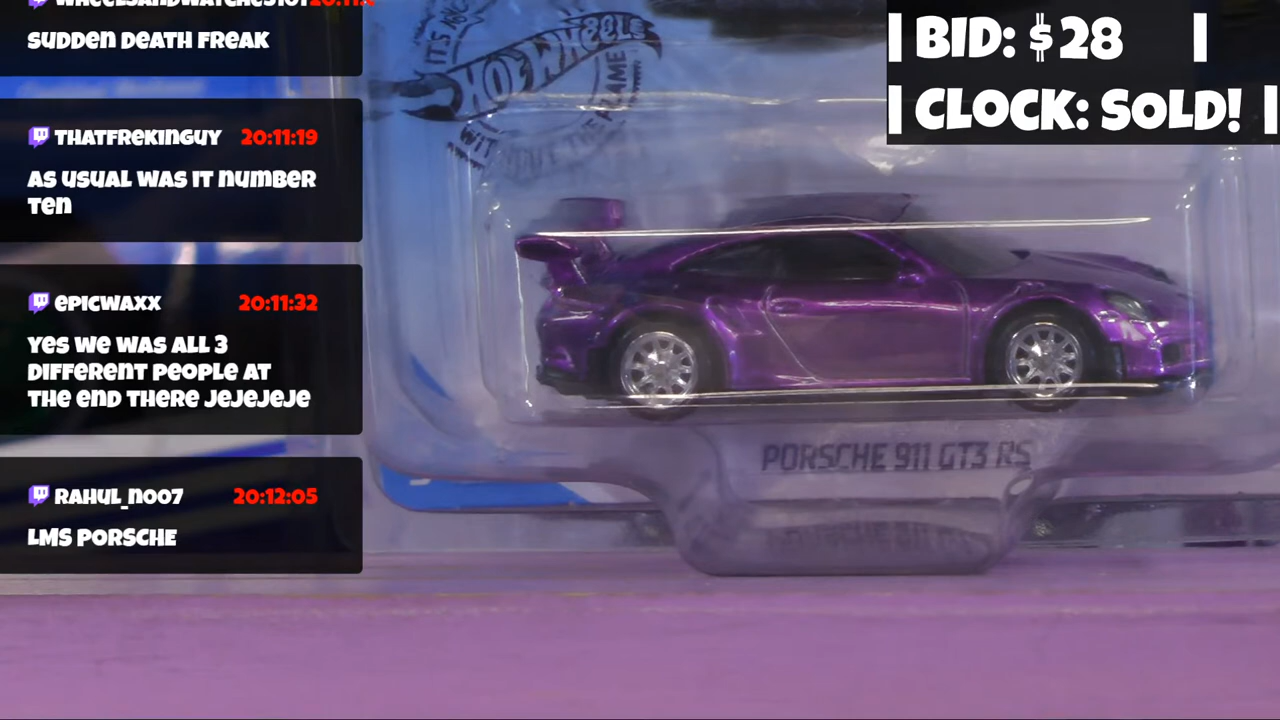 SUDDEN DEATH FREAK
THATFREKINGUY 20:11:19
AS USUAL WAS IT NUMBER
TEN
EPICWAXX 20:11:32
YES WE WAS ALL 3
DIFFERENT PEOPLE AT
THE END THERE JEJEJEJE
RAHUL_N007 20:12:05
LMS PORSCHE
| BID: $28 |
| CLOCK: SOLD! |
HOT WHEELS
PORSCHE 911 GT3 RS